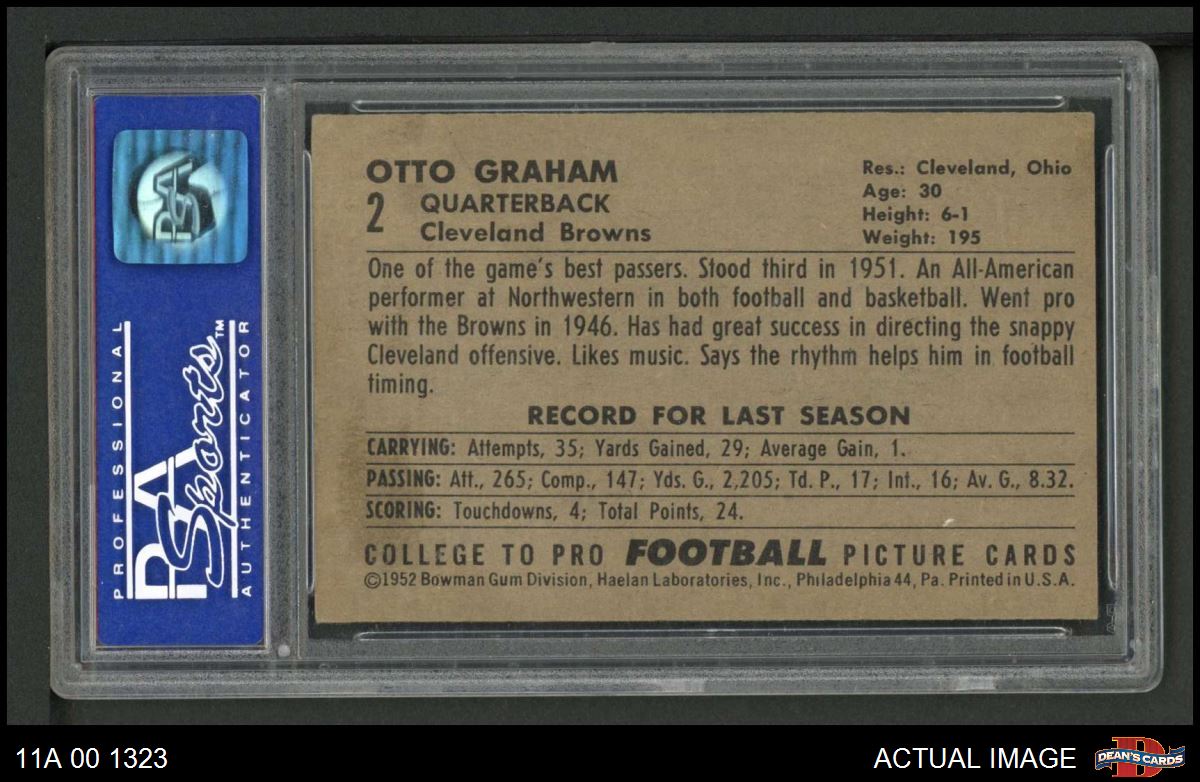 PROFESSIONAL
PSA
Sports™
AUTHENTICATOR
PSA
OTTO GRAHAM
2 QUARTERBACK
Cleveland Browns
Res.: Cleveland, Ohio
Age: 30
Height: 6-1
Weight: 195
One of the game's best passers. Stood third in 1951. An All-American
performer at Northwestern in both football and basketball. Went pro
with the Browns in 1946. Has had great success in directing the snappy
Cleveland offensive. Likes music. Says the rhythm helps him in football
timing.
RECORD FOR LAST SEASON
CARRYING: Attempts, 35; Yards Gained, 29; Average Gain, 1.
PASSING: Att., 265; Comp., 147; Yds. G., 2,205; Td. P., 17; Int., 16; Av. G., 8.32.
SCORING: Touchdowns, 4; Total Points, 24.
COLLEGE TO PRO FOOTBALL PICTURE CARDS
©1952 Bowman Gum Division, Haelan Laboratories, Inc., Philadelphia 44, Pa. Printed in U.S.A.
11A 00 1323
ACTUAL IMAGE
D
DEAN'S CARDS